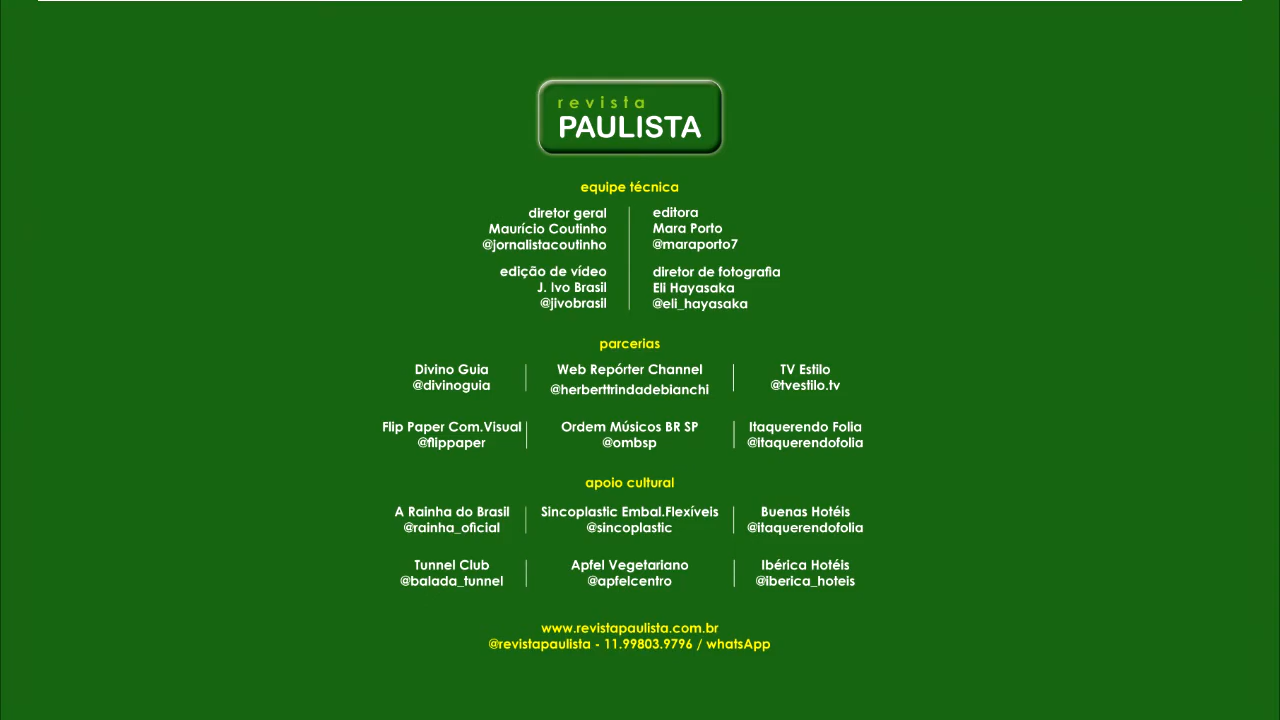 revista
PAULISTA
equipe técnica
diretor geral
Maurício Coutinho
@jornalistacoutinho
editora
Mara Porto
@maraporto7
edição de vídeo
J. Ivo Brasil
@jivobrasil
diretor de fotografia
Eli Hayasaka
@eli_hayasaka
parcerias
Divino Guia
@divinoguia
Web Repórter Channel
@herberttrindadebianchi
TV Estilo
@tvestilo.tv
Flip Paper Com.Visual
@flippaper
Ordem Músicos BR SP
@ombsp
Itaquerendo Folia
@itaquerendofolia
apoio cultural
A Rainha do Brasil
@rainha_oficial
Sincoplastic Embal.Flexíveis
@sincoplastic
Buenas Hotéis
@itaquerendofolia
Tunnel Club
@balada_tunnel
Apfel Vegetariano
@apfelcentro
Ibérica Hotéis
@iberica_hoteis
www.revistapaulista.com.br
@revistapaulista - 11.99803.9796 / whatsApp